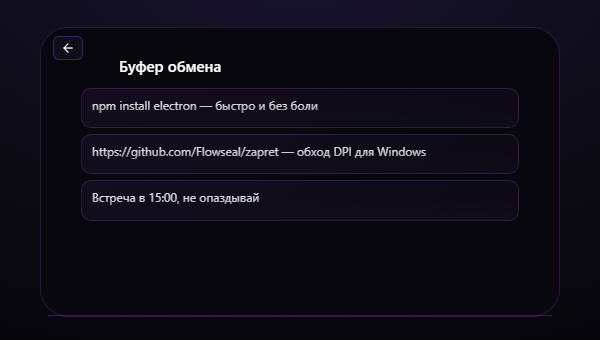 Буфер обмена
npm install electron — быстро и без боли
https://github.com/Flowseal/zapret — обход DPI для Windows
Встреча в 15:00, не опаздывай